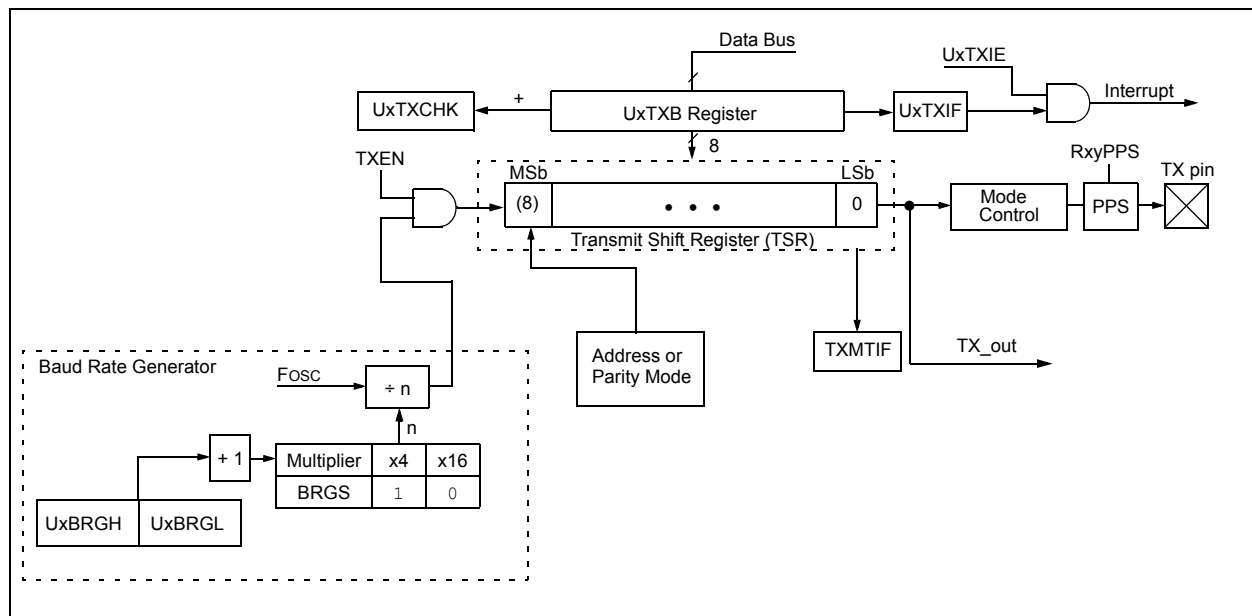 Data Bus
UxTXIE
Interrupt
UxTXCHK
+
UxTXB Register
UxTXIF
8
TXEN
RxyPPS
TX pin
MSb
LSb
(8)
• • •
0
Mode
Control
PPS
Transmit Shift Register (TSR)
Address or
Parity Mode
TXMTIF
TX_out
Baud Rate Generator
FOSC
÷ n
n
+ 1
Multiplier x4 x16
BRGS 1 0
UxBRGH UxBRGL